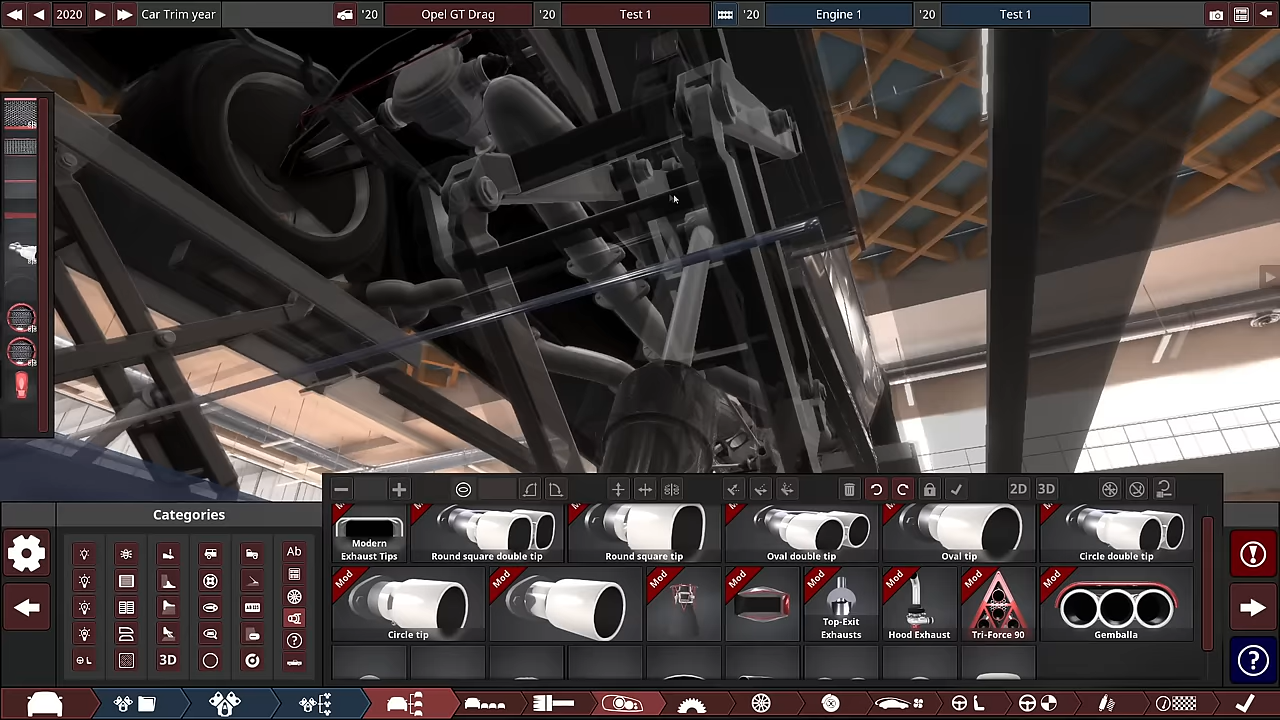 2020 Car Trim year '20 Opel GT Drag '20 Test 1 '20 Engine 1 '20 Test 1
Categories
Ab
L
3D
2D 3D
Modern Exhaust Tips
Round square double tip
Round square tip
Oval double tip
Oval tip
Circle double tip
Mod
Circle tip
Mod
Mod
Mod
Mod
Top-Exit Exhausts
Mod
Hood Exhaust
Mod
Tri-Force 90
Mod
Gemballa
?